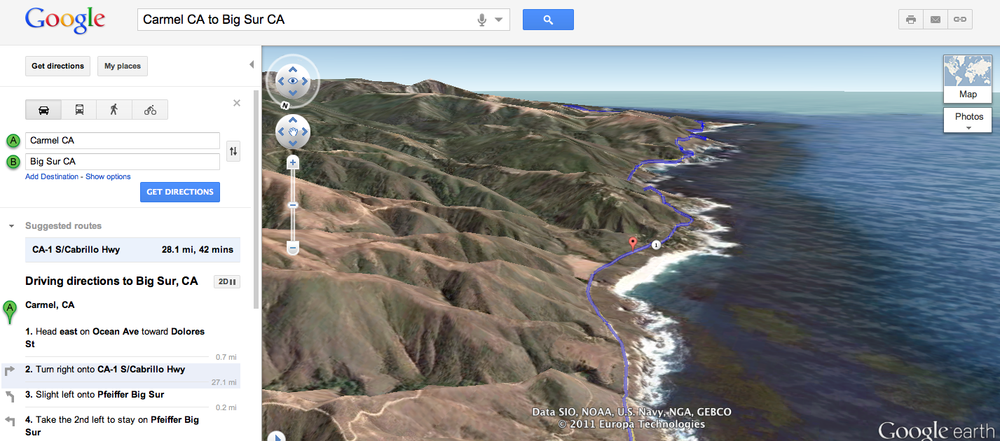 Google
Carmel CA to Big Sur CA
Get directions
My places
A
Carmel CA
B
Big Sur CA
Add Destination - Show options
GET DIRECTIONS
Suggested routes
CA-1 S/Cabrillo Hwy 28.1 mi, 42 mins
Driving directions to Big Sur, CA
2D
A
Carmel, CA
1. Head east on Ocean Ave toward Dolores
St
0.7 mi
2. Turn right onto CA-1 S/Cabrillo Hwy
27.1 mi
3. Slight left onto Pfeiffer Big Sur
0.2 mi
4. Take the 2nd left to stay on Pfeiffer Big
Sur
N
+
−
Map
Photos
1
Data SIO, NOAA, U.S. Navy, NGA, GEBCO
© 2011 Europa Technologies
Google earth